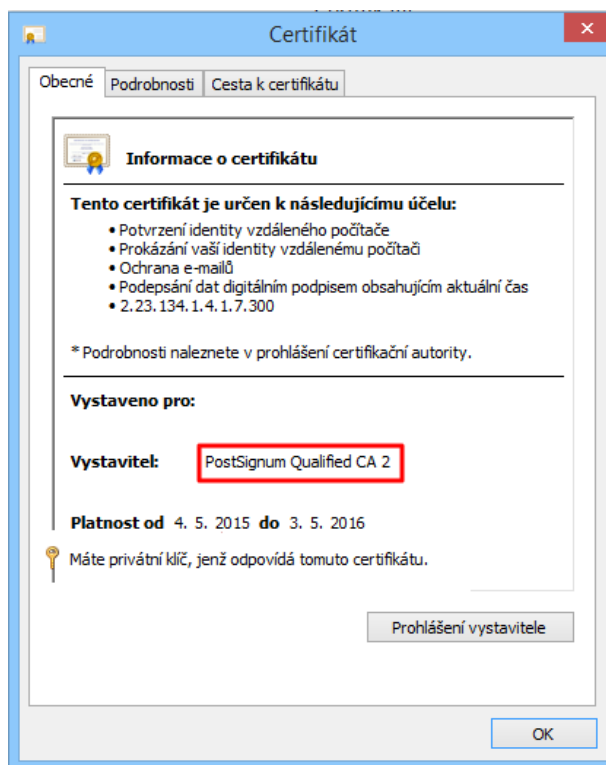 Certifikát
Obecné
Podrobnosti
Cesta k certifikátu
Informace o certifikátu
Tento certifikát je určen k následujícímu účelu:
• Potvrzení identity vzdáleného počítače
• Prokázání vaší identity vzdálenému počítači
• Ochrana e-mailů
• Podepsání dat digitálním podpisem obsahujícím aktuální čas
• 2.23.134.1.4.1.7.300
* Podrobnosti naleznete v prohlášení certifikační autority.
Vystaveno pro:
Vystavitel: PostSignum Qualified CA 2
Platnost od 4. 5. 2015 do 3. 5. 2016
Máte privátní klíč, jenž odpovídá tomuto certifikátu.
Prohlášení vystavitele
OK